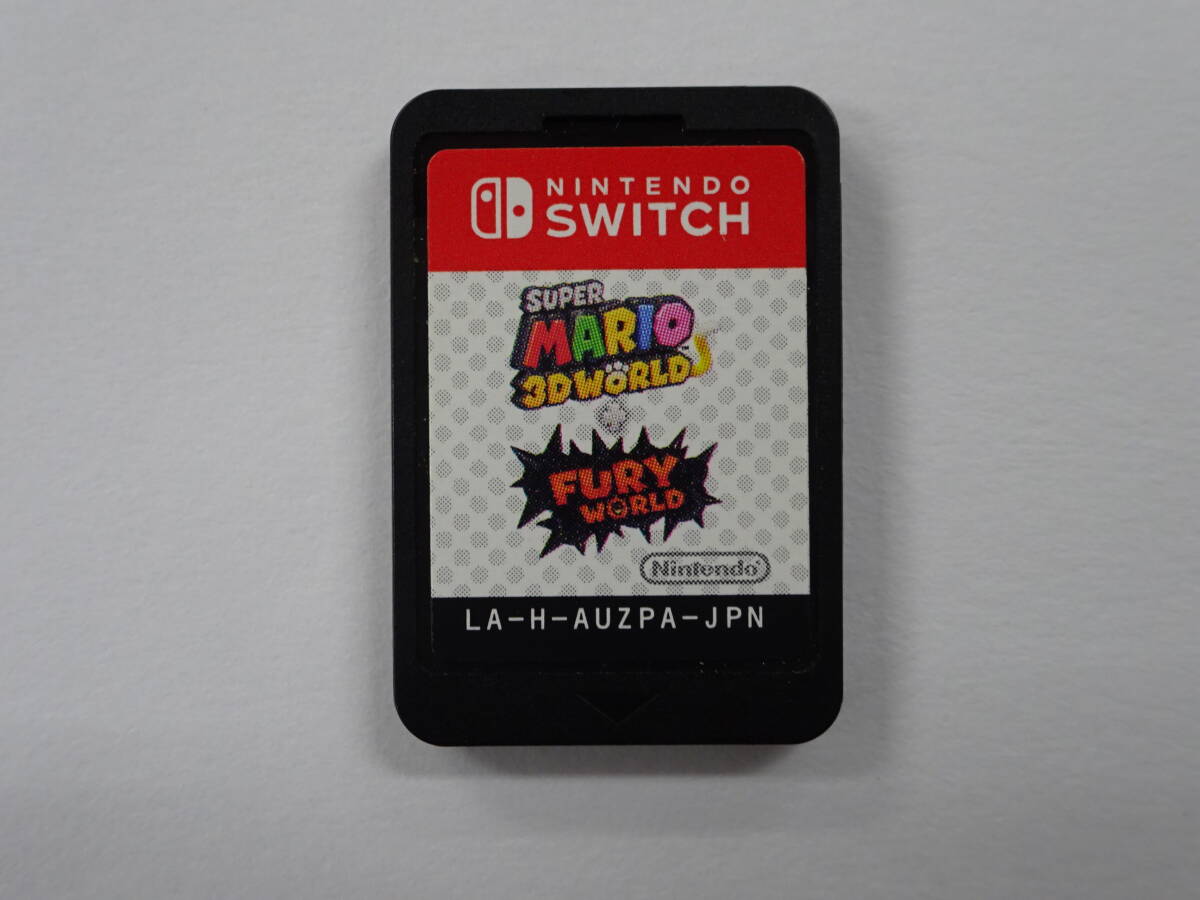 NINTENDO
SWITCH
SUPER
MARIO
3D WORLD
+
FURY
WORLD
Nintendo
LA-H-AUZPA-JPN